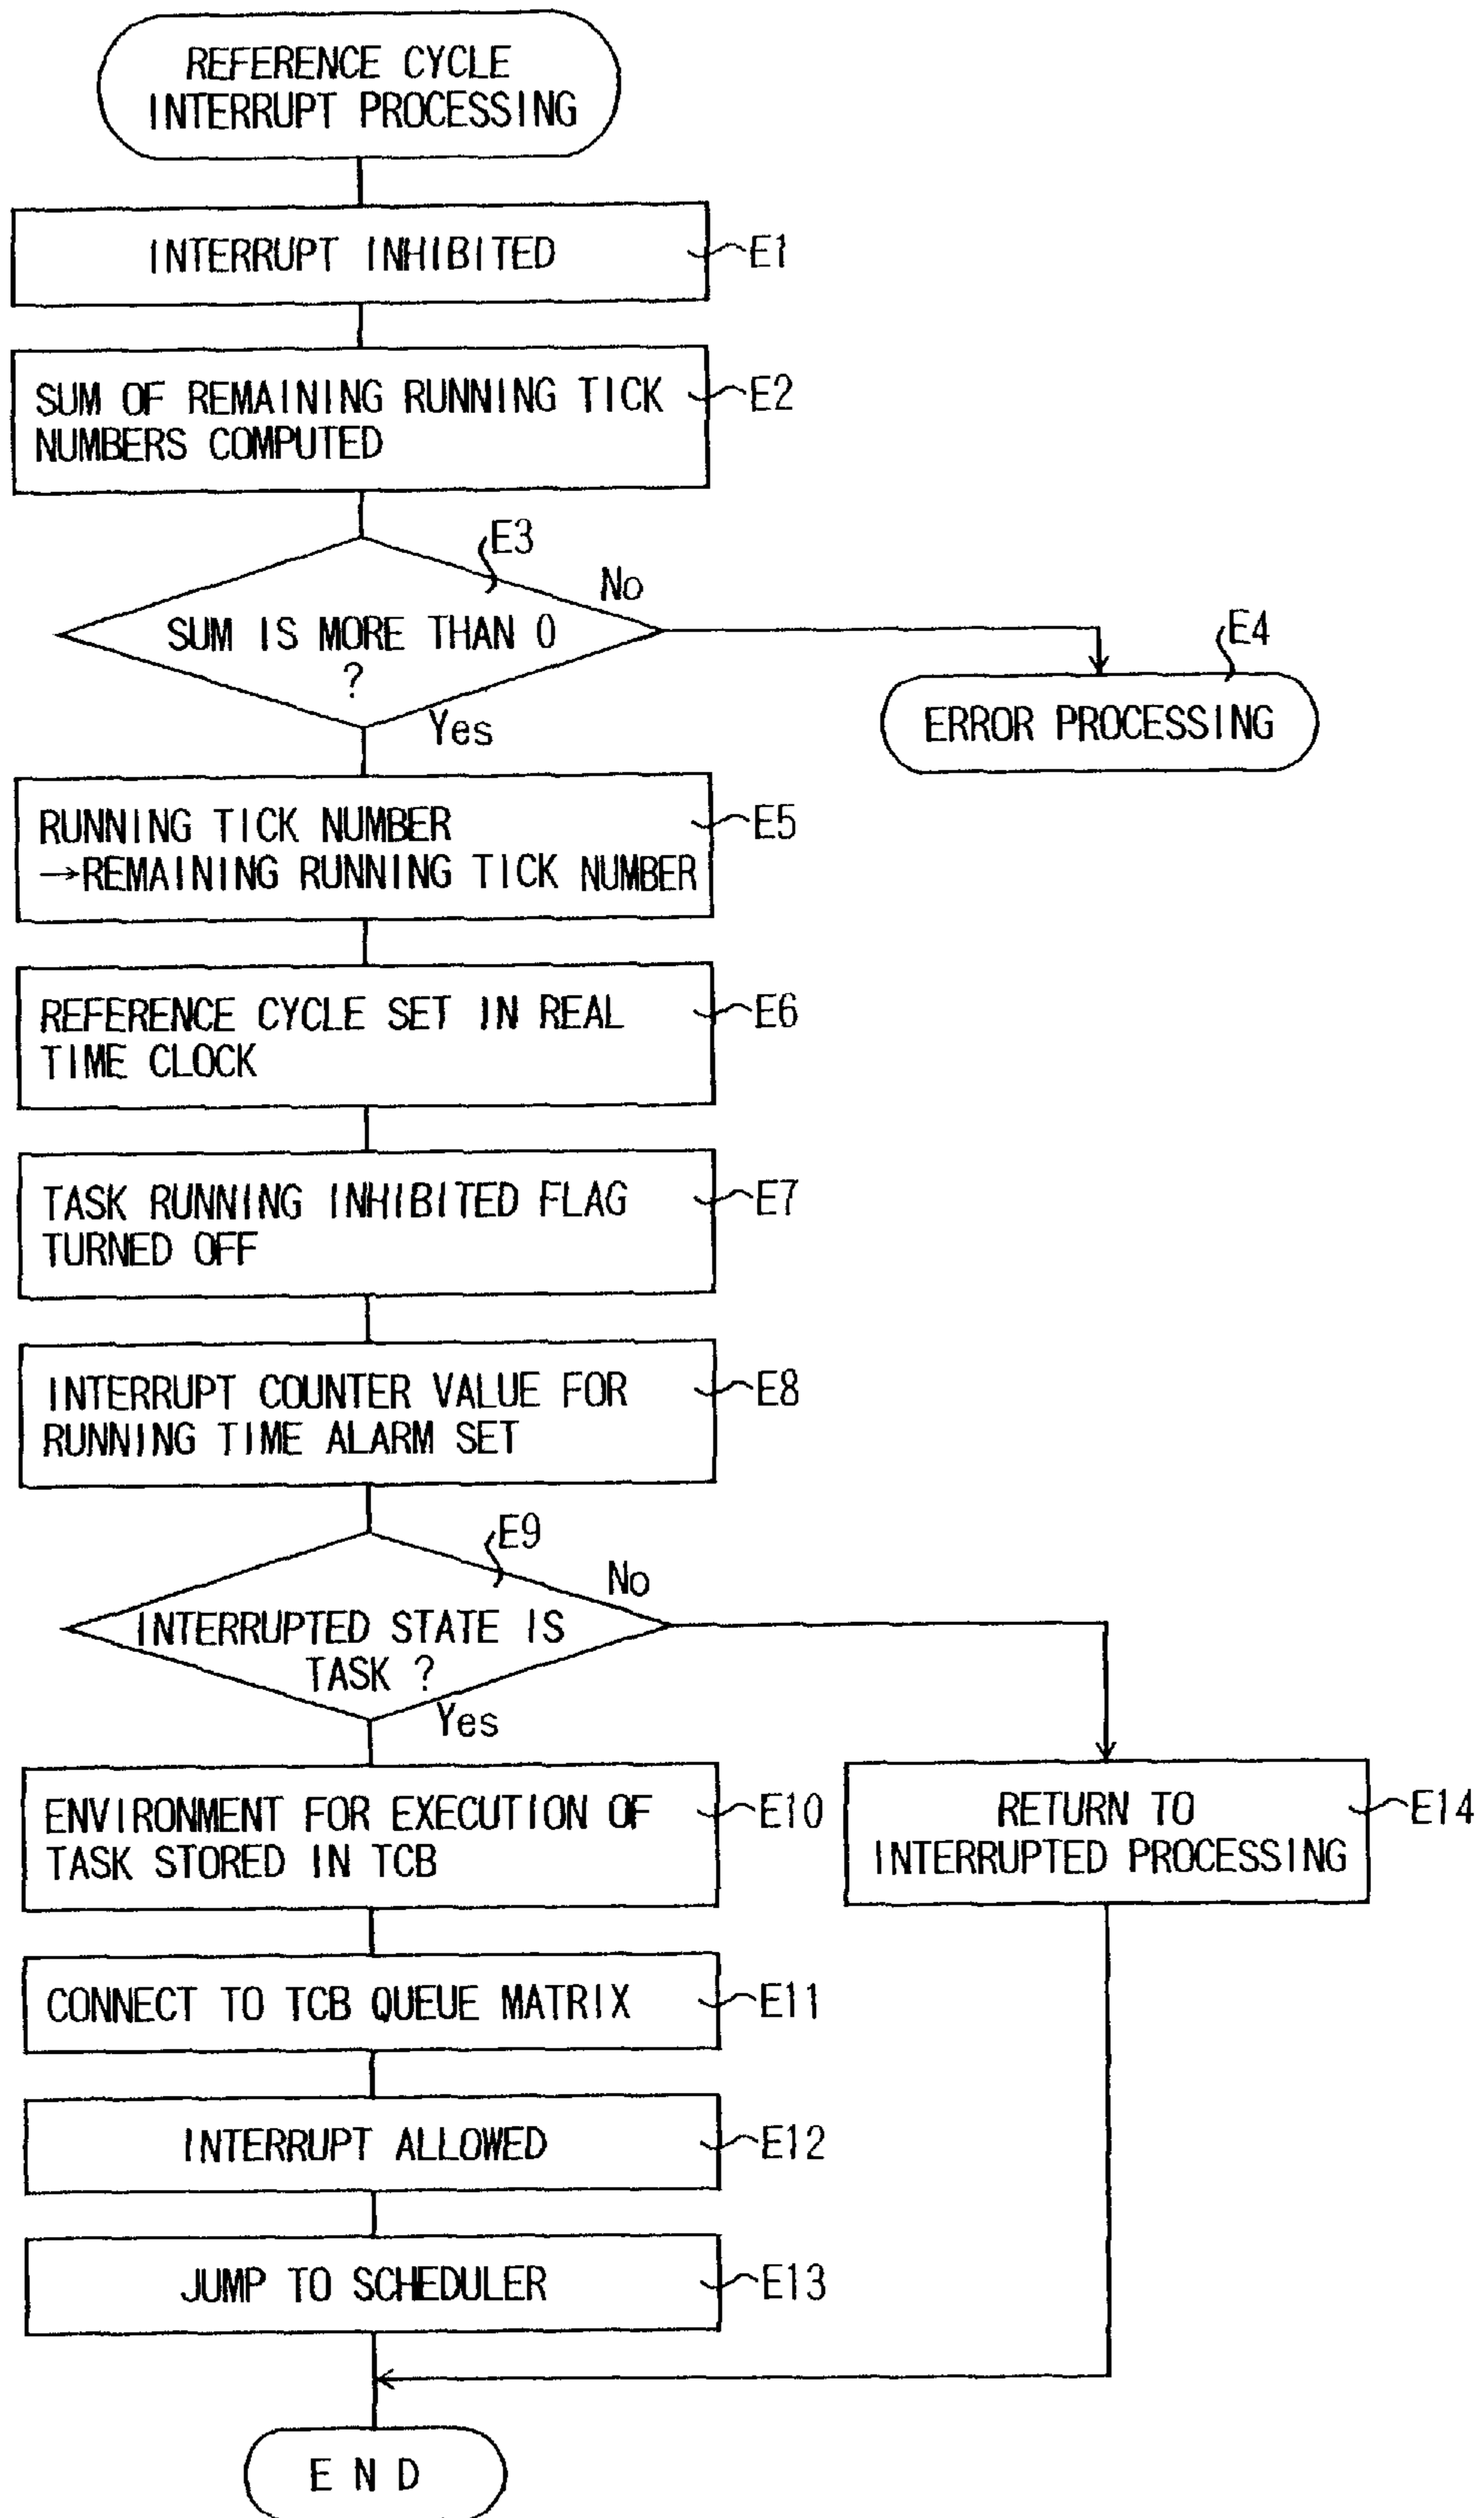 REFERENCE CYCLE
INTERRUPT PROCESSING
INTERRUPT INHIBITED
E1
SUM OF REMAINING RUNNING TICK
NUMBERS COMPUTED
E2
E3
No
SUM IS MORE THAN 0
?
Yes
E4
ERROR PROCESSING
RUNNING TICK NUMBER
→REMAINING RUNNING TICK NUMBER
E5
REFERENCE CYCLE SET IN REAL
TIME CLOCK
E6
TASK RUNNING INHIBITED FLAG
TURNED OFF
E7
INTERRUPT COUNTER VALUE FOR
RUNNING TIME ALARM SET
E8
E9
No
INTERRUPTED STATE IS
TASK ?
Yes
ENVIRONMENT FOR EXECUTION OF
TASK STORED IN TCB
E10
RETURN TO
INTERRUPTED PROCESSING
E14
CONNECT TO TCB QUEUE MATRIX
E11
INTERRUPT ALLOWED
E12
JUMP TO SCHEDULER
E13
END